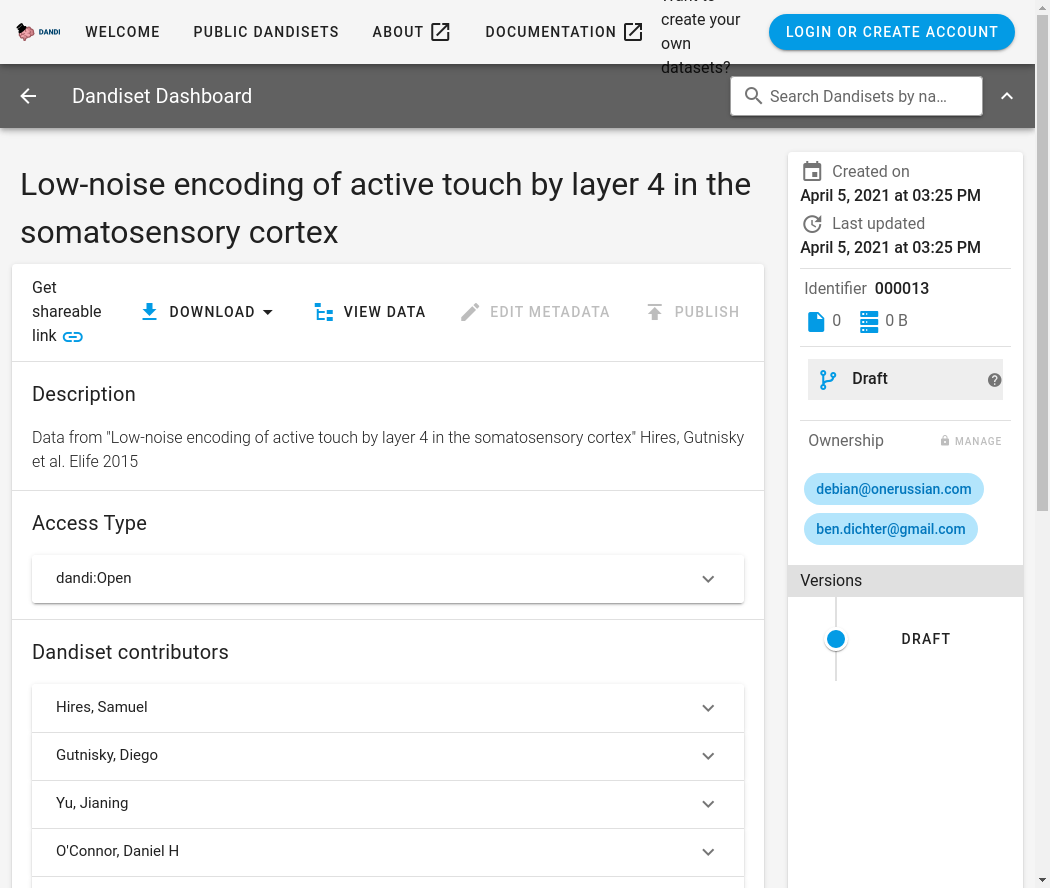 DANDI
WELCOME
PUBLIC DANDISETS
ABOUT
DOCUMENTATION
create your
own
datasets?
LOGIN OR CREATE ACCOUNT
Dandiset Dashboard
Search Dandisets by na...
Low-noise encoding of active touch by layer 4 in the
somatosensory cortex
Get
shareable
link
DOWNLOAD
VIEW DATA
EDIT METADATA
PUBLISH
Description
Data from "Low-noise encoding of active touch by layer 4 in the somatosensory cortex" Hires, Gutnisky
et al. Elife 2015
Access Type
dandi:Open
Dandiset contributors
Hires, Samuel
Gutnisky, Diego
Yu, Jianing
O'Connor, Daniel H
Created on
April 5, 2021 at 03:25 PM
Last updated
April 5, 2021 at 03:25 PM
Identifier 000013
0
0 B
Draft
Ownership
MANAGE
debian@onerussian.com
ben.dichter@gmail.com
Versions
DRAFT